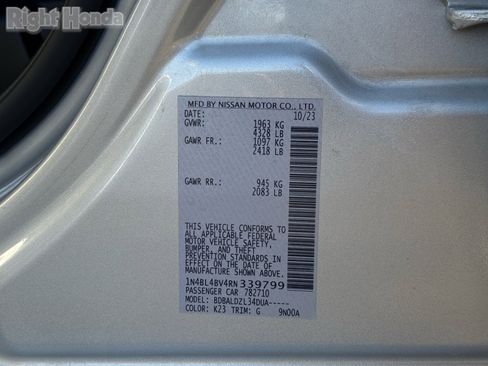 Right Honda
MFD BY NISSAN MOTOR CO., LTD.
DATE: 10/23
GVWR: 1963 KG
4328 LB
GAWR FR.: 1097 KG
2418 LB
GAWR RR.: 945 KG
2083 LB
THIS VEHICLE CONFORMS TO
ALL APPLICABLE FEDERAL
MOTOR VEHICLE SAFETY,
BUMPER, AND THEFT
PREVENTION STANDARDS IN
EFFECT ON THE DATE OF
MANUFACTURE SHOWN ABOVE.
1N4BL4BV4RN339799
PASSENGER CAR 782710
MODEL: BDBALDZL34DUA-----
COLOR: K23 TRIM: G 9N00A